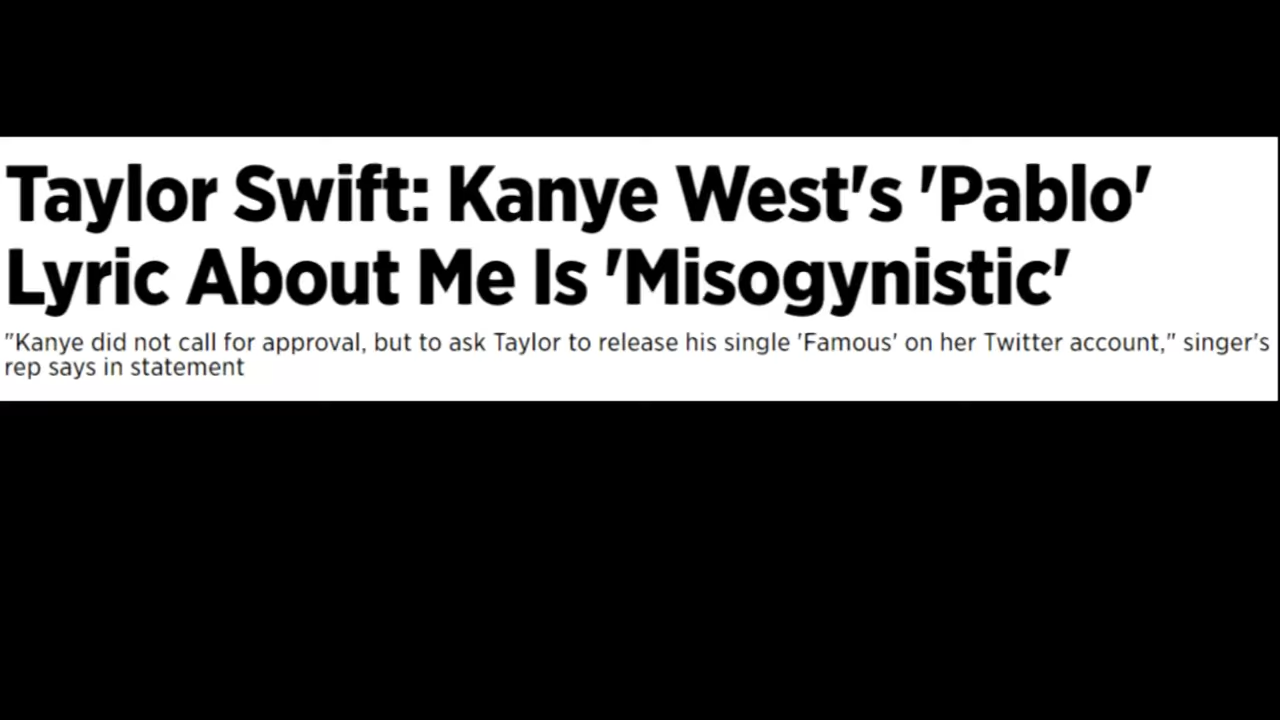 Taylor Swift: Kanye West's 'Pablo'
Lyric About Me Is 'Misogynistic'
"Kanye did not call for approval, but to ask Taylor to release his single 'Famous' on her Twitter account," singer's
rep says in statement